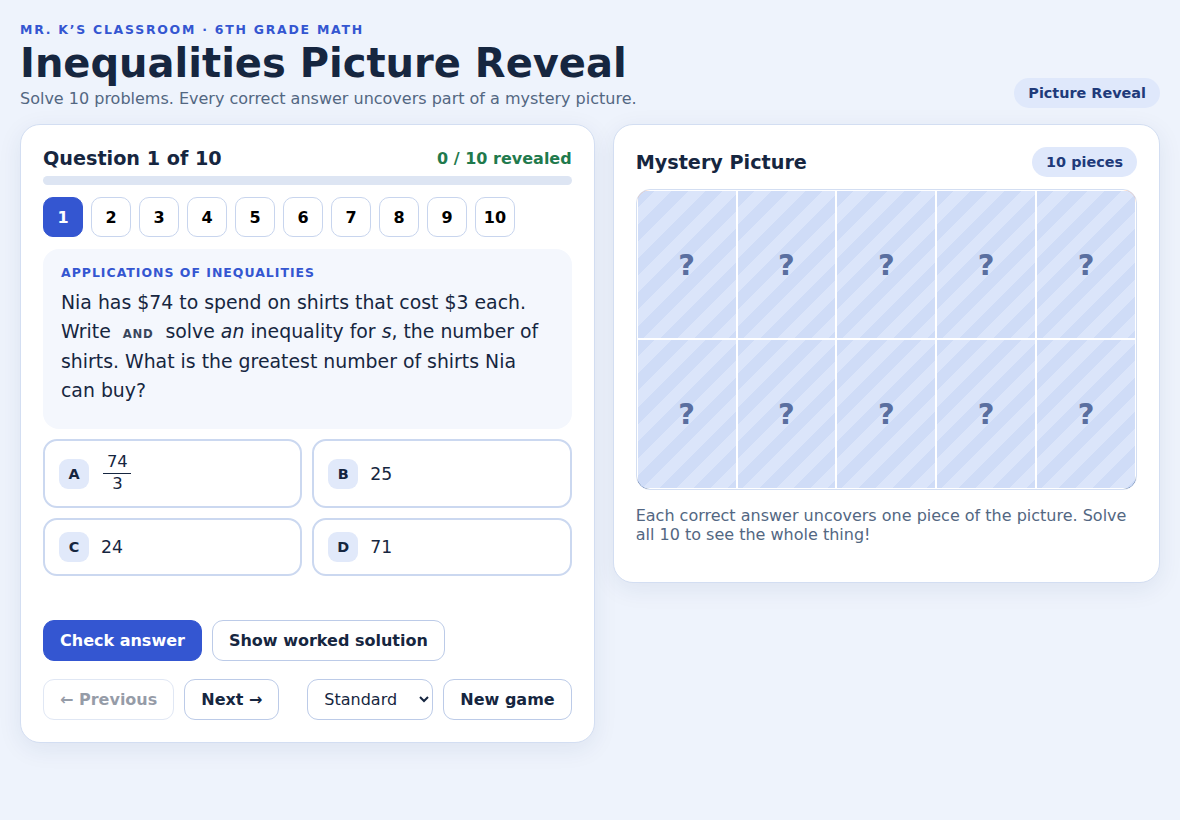 MR. K’S CLASSROOM · 6TH GRADE MATH
Inequalities Picture Reveal
Solve 10 problems. Every correct answer uncovers part of a mystery picture.
Picture Reveal
Question 1 of 10
0 / 10 revealed
1 2 3 4 5 6 7 8 9 10
APPLICATIONS OF INEQUALITIES
Nia has $74 to spend on shirts that cost $3 each.
Write AND solve an inequality for s, the number of
shirts. What is the greatest number of shirts Nia
can buy?
A 74/3
B 25
C 24
D 71
Check answer
Show worked solution
← Previous
Next →
Standard
New game
Mystery Picture
10 pieces
? ? ? ? ?
? ? ? ? ?
Each correct answer uncovers one piece of the picture. Solve
all 10 to see the whole thing!